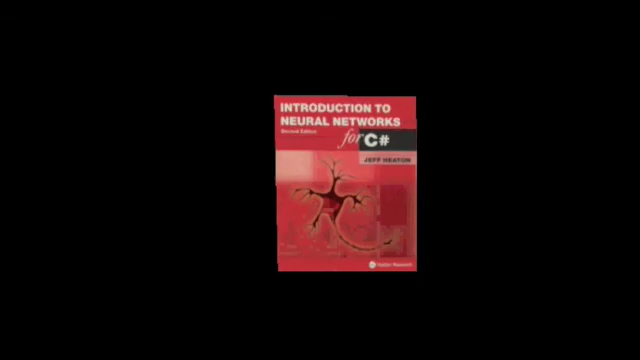 INTRODUCTION TO
NEURAL NETWORKS
Second Edition
for C#
JEFF HEATON
Heaton Research